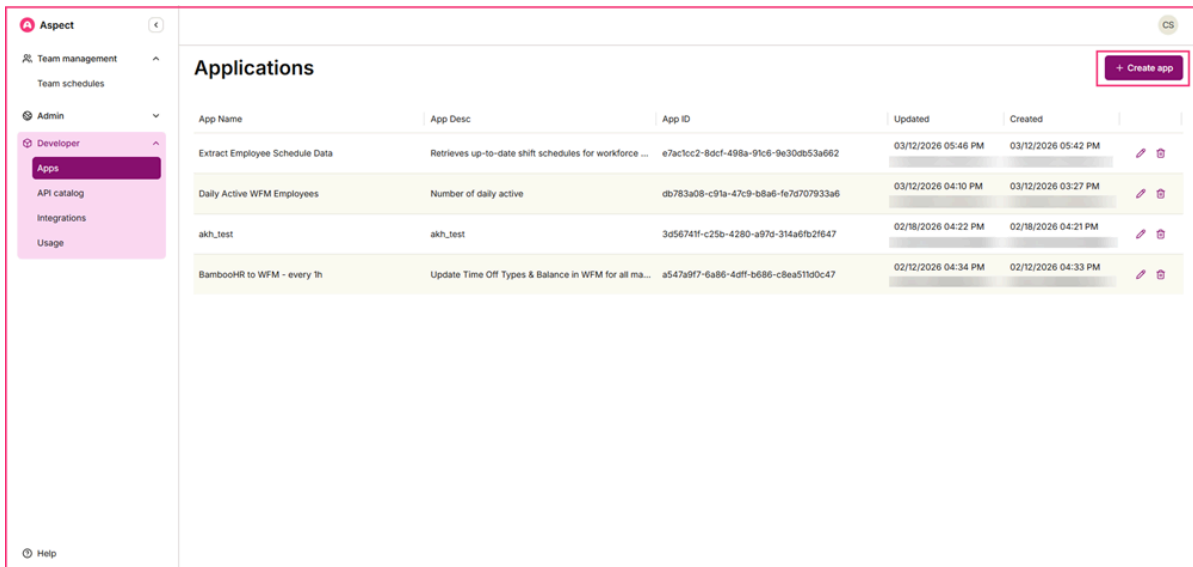 Aspect
CS
Team management
Team schedules
Admin
Developer
Apps
API catalog
Integrations
Usage
Help
Applications
+ Create app
App Name App Desc App ID Updated Created
Extract Employee Schedule Data Retrieves up-to-date shift schedules for workforce ... e7ac1cc2-8dcf-498a-91c6-9e30db53a662 03/12/2026 05:46 PM 03/12/2026 05:42 PM
Daily Active WFM Employees Number of daily active db783a08-c91a-47c9-b8a6-fe7d707933a6 03/12/2026 04:10 PM 03/12/2026 03:27 PM
akh_test akh_test 3d56741f-c25b-4280-a97d-314a6fb2f647 02/18/2026 04:22 PM 02/18/2026 04:21 PM
BambooHR to WFM - every 1h Update Time Off Types & Balance in WFM for all ma... a547a9f7-6a86-4dff-b686-c8ea511d0c47 02/12/2026 04:34 PM 02/12/2026 04:33 PM